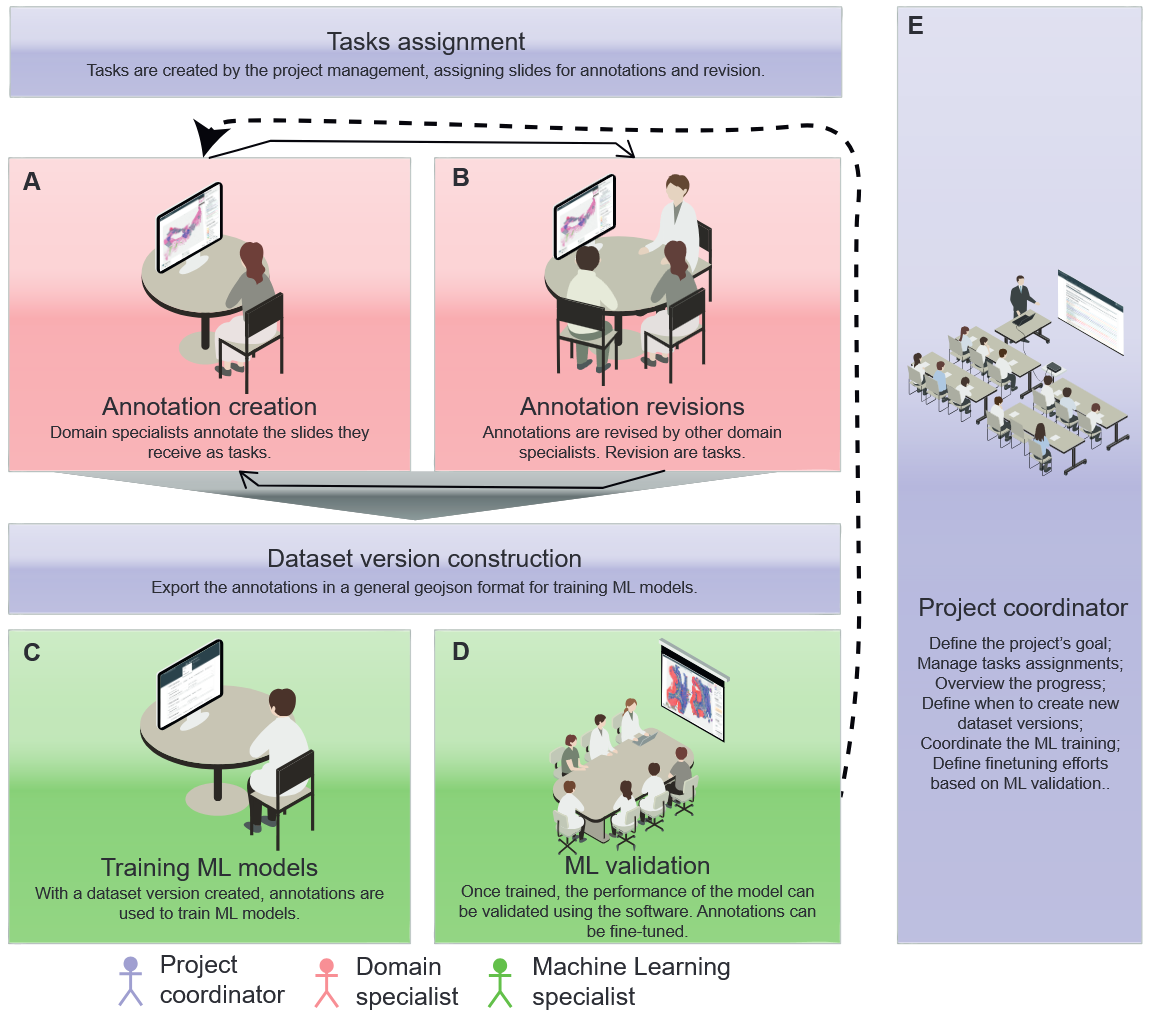 Tasks assignment
Tasks are created by the project management, assigning slides for annotations and revision.
A
Annotation creation
Domain specialists annotate the slides they
receive as tasks.
B
Annotation revisions
Annotations are revised by other domain
specialists. Revision are tasks.
Dataset version construction
Export the annotations in a general geojson format for training ML models.
C
Training ML models
With a dataset version created, annotations are
used to train ML models.
D
ML validation
Once trained, the performance of the model can
be validated using the software. Annotations can
be fine-tuned.
E
Project coordinator
Define the project’s goal;
Manage tasks assignments;
Overview the progress;
Define when to create new
dataset versions;
Coordinate the ML training;
Define finetuning efforts
based on ML validation..
Project
coordinator
Domain
specialist
Machine Learning
specialist